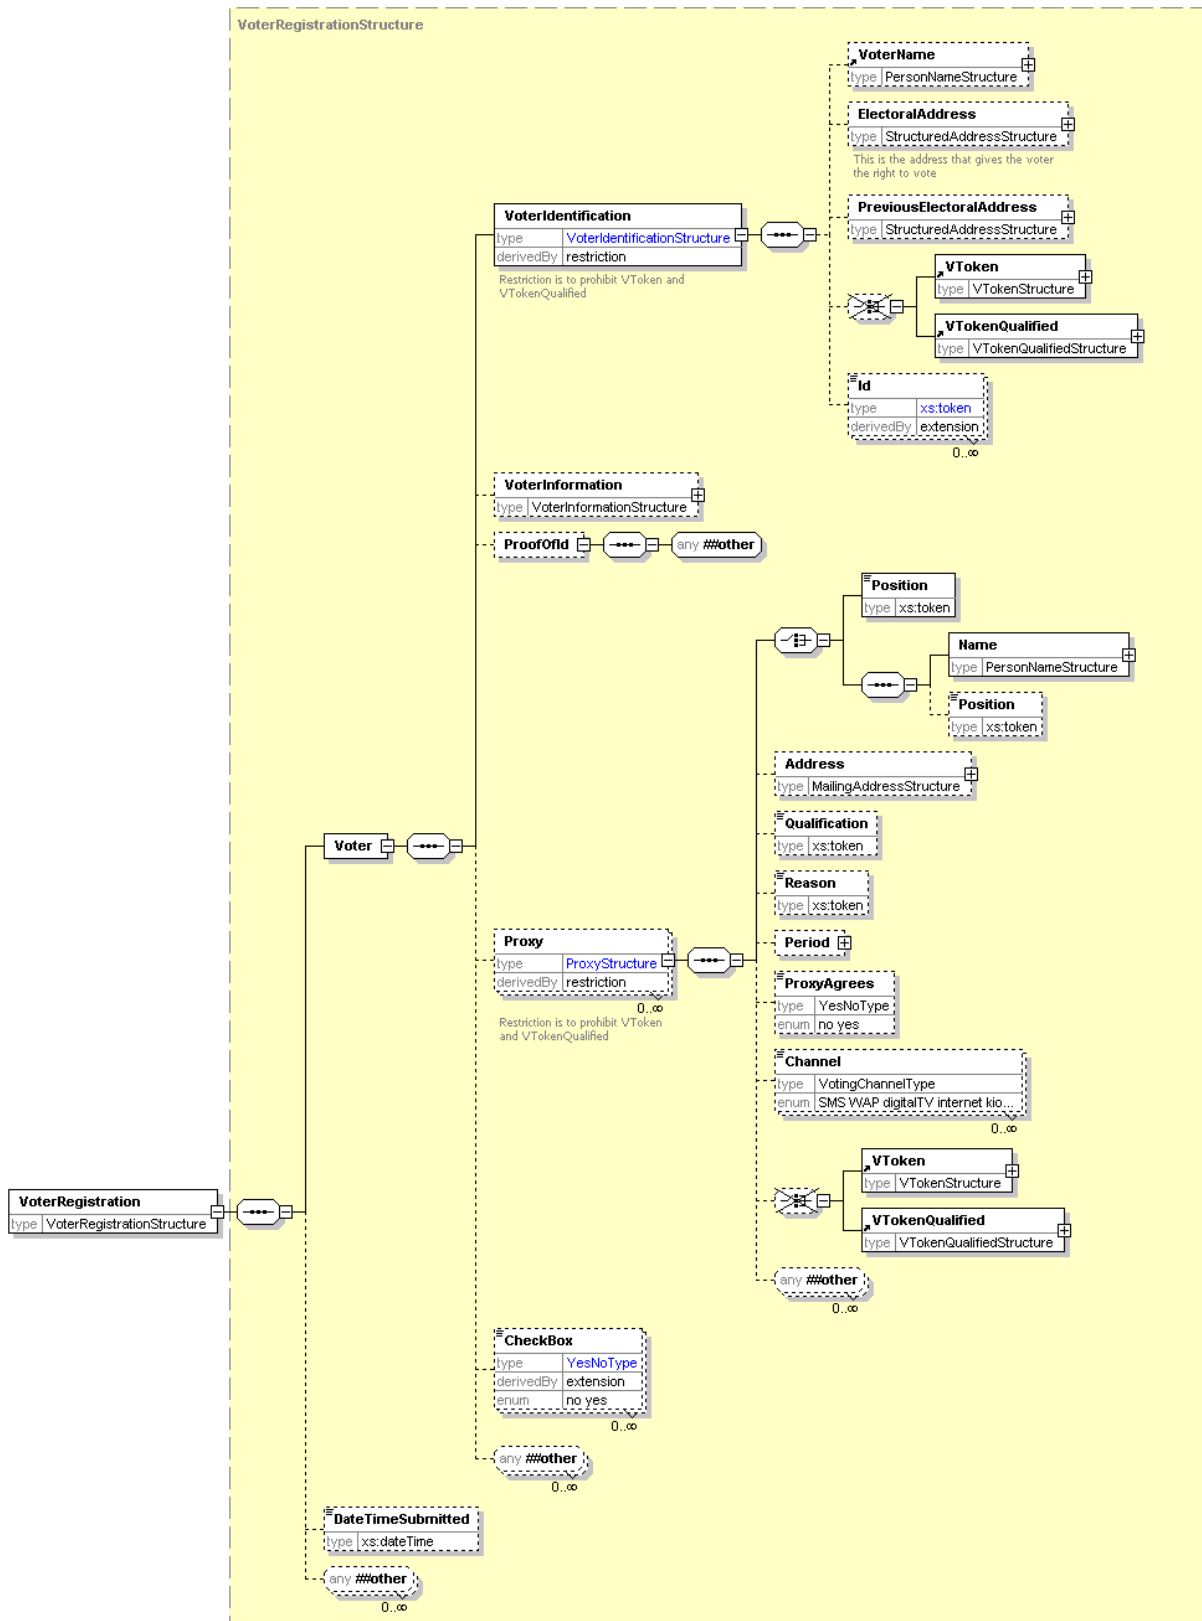 VoterRegistrationStructure
VoterName
type PersonNameStructure
ElectoralAddress
type StructuredAddressStructure
This is the address that gives the voter
the right to vote
PreviousElectoralAddress
type StructuredAddressStructure
VoterIdentification
type VoterIdentificationStructure
derivedBy restriction
Restriction is to prohibit VToken and
VTokenQualified
VToken
type VTokenStructure
VTokenQualified
type VTokenQualifiedStructure
Id
type xs:token
derivedBy extension
0..∞
VoterInformation
type VoterInformationStructure
ProofOfId
any ##other
Position
type xs:token
Name
type PersonNameStructure
Position
type xs:token
Address
type MailingAddressStructure
Qualification
type xs:token
Voter
Reason
type xs:token
Period
Proxy
type ProxyStructure
derivedBy restriction
0..∞
Restriction is to prohibit VToken
and VTokenQualified
ProxyAgrees
type YesNoType
enum no yes
Channel
type VotingChannelType
enum SMS WAP digitalTV internet kio...
0..∞
VToken
type VTokenStructure
VTokenQualified
type VTokenQualifiedStructure
VoterRegistration
type VoterRegistrationStructure
any ##other
0..∞
CheckBox
type YesNoType
derivedBy extension
enum no yes
0..∞
any ##other
0..∞
DateTimeSubmitted
type xs:dateTime
any ##other
0..∞